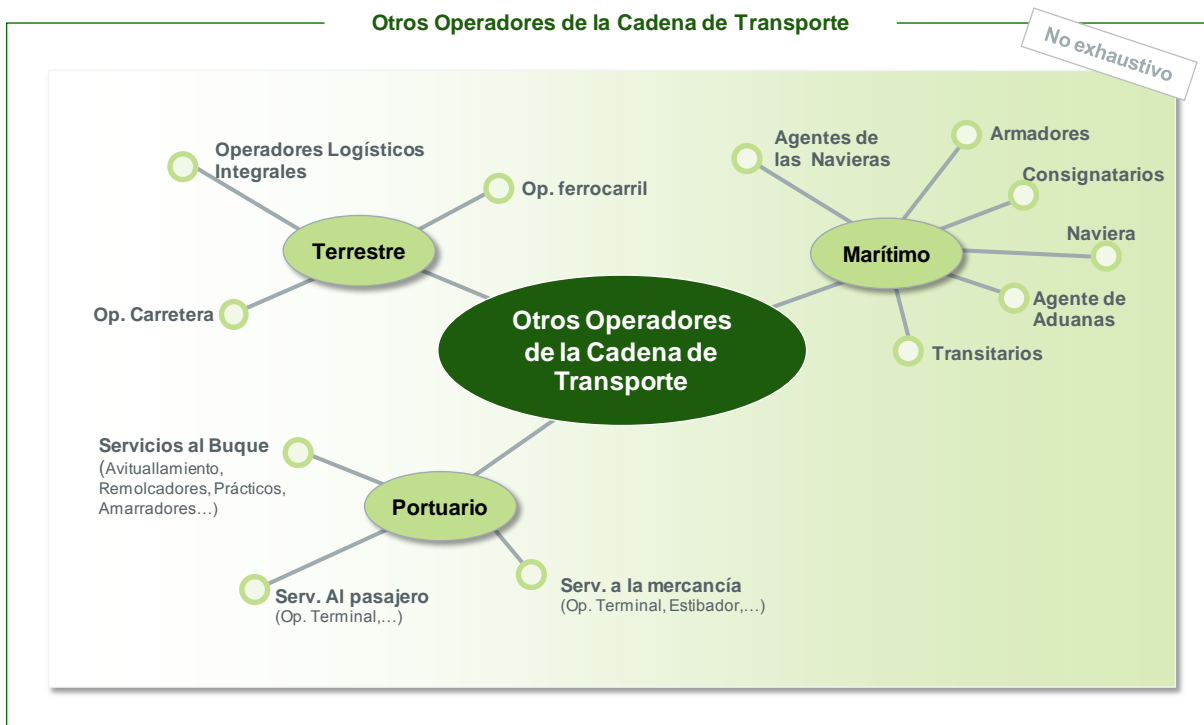 Otros Operadores de la Cadena de Transporte
No exhaustivo
Operadores Logísticos
Integrales
Op. ferrocarril
Terrestre
Op. Carretera
Agentes de
las Navieras
Armadores
Consignatarios
Naviera
Marítimo
Agente de
Aduanas
Transitarios
Otros Operadores
de la Cadena de
Transporte
Servicios al Buque
(Avituallamiento,
Remolcadores, Prácticos,
Amarradores…)
Portuario
Serv. Al pasajero
(Op. Terminal,…)
Serv. a la mercancía
(Op. Terminal, Estibador,…)